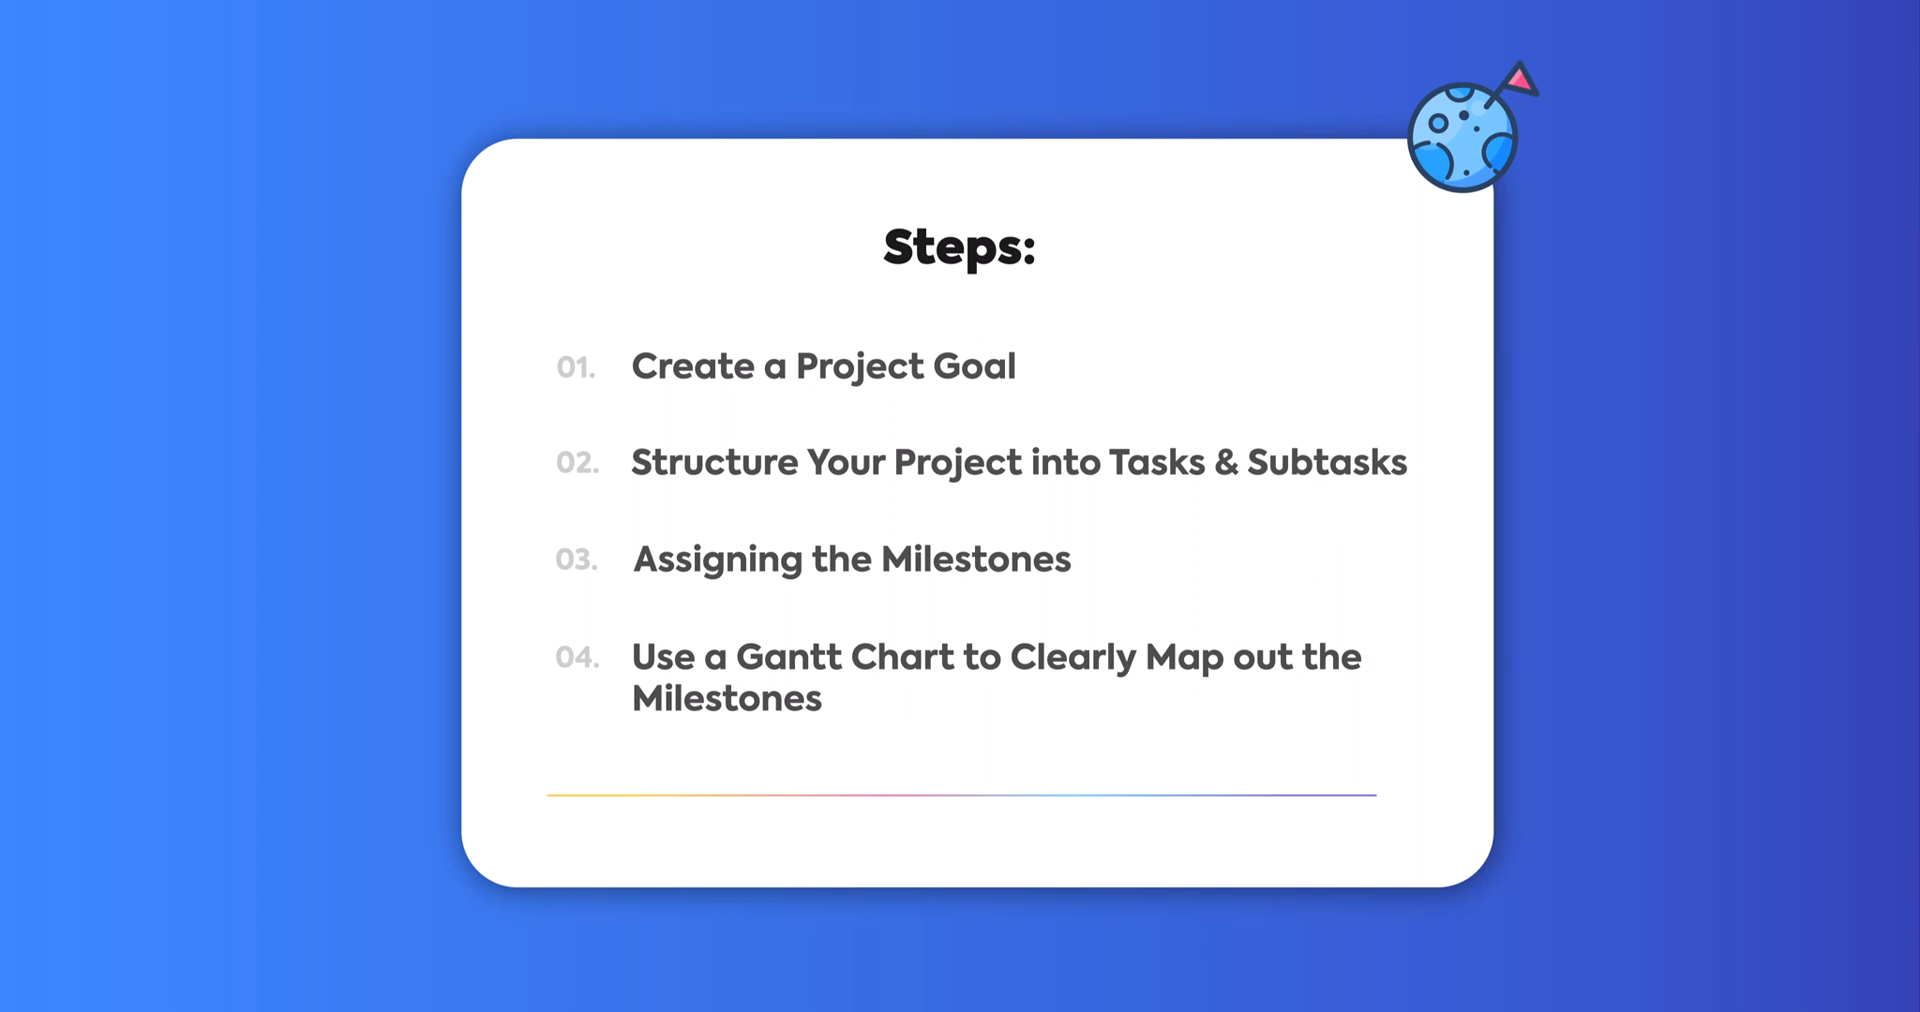 Steps:
01. Create a Project Goal
02. Structure Your Project into Tasks & Subtasks
03. Assigning the Milestones
04. Use a Gantt Chart to Clearly Map out the
Milestones